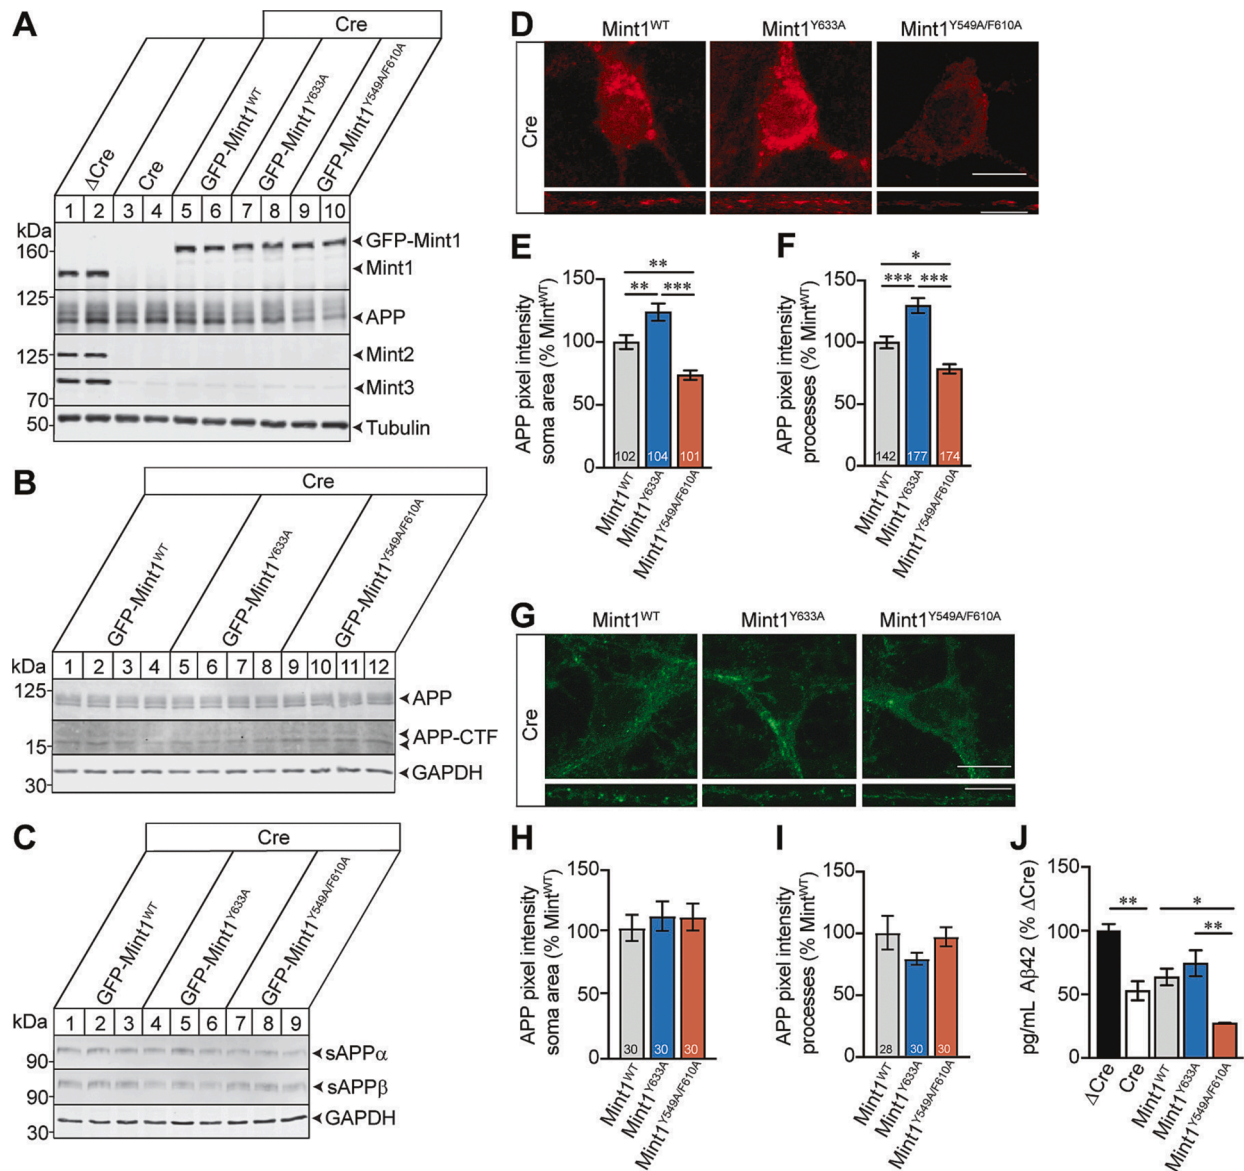 A
Cre
ΔCre
Cre
GFP-Mint1WT
GFP-Mint1Y633A
GFP-Mint1Y549A/F610A
1 2 3 4 5 6 7 8 9 10
kDa
160
GFP-Mint1
Mint1
125
APP
125
Mint2
70
Mint3
50
Tubulin
B
Cre
GFP-Mint1WT
GFP-Mint1Y633A
GFP-Mint1Y549A/F610A
kDa
1 2 3 4 5 6 7 8 9 10 11 12
125
APP
15
APP-CTF
30
GAPDH
C
Cre
GFP-Mint1WT
GFP-Mint1Y633A
GFP-Mint1Y549A/F610A
kDa
1 2 3 4 5 6 7 8 9
90
sAPPα
90
sAPPβ
30
GAPDH
D
Mint1WT Mint1Y633A Mint1Y549A/F610A
Cre
E
APP pixel intensity
soma area (% MintWT)
150
100
50
0
**
** ***
102 104 101
Mint1WT
Mint1Y633A
Mint1Y549A/F610A
F
APP pixel intensity
processes (% MintWT)
150
100
50
0
*
*** ***
142 177 174
Mint1WT
Mint1Y633A
Mint1Y549A/F610A
G
Mint1WT Mint1Y633A Mint1Y549A/F610A
Cre
H
APP pixel intensity
soma area (% MintWT)
150
100
50
0
30 30 30
Mint1WT
Mint1Y633A
Mint1Y549A/F610A
I
APP pixel intensity
processes (% MintWT)
150
100
50
0
28 30 30
Mint1WT
Mint1Y633A
Mint1Y549A/F610A
J
pg/mL Aβ42 (% ΔCre)
150
100
50
0
** *
**
ΔCre
Cre
Mint1WT
Mint1Y633A
Mint1Y549A/F610A